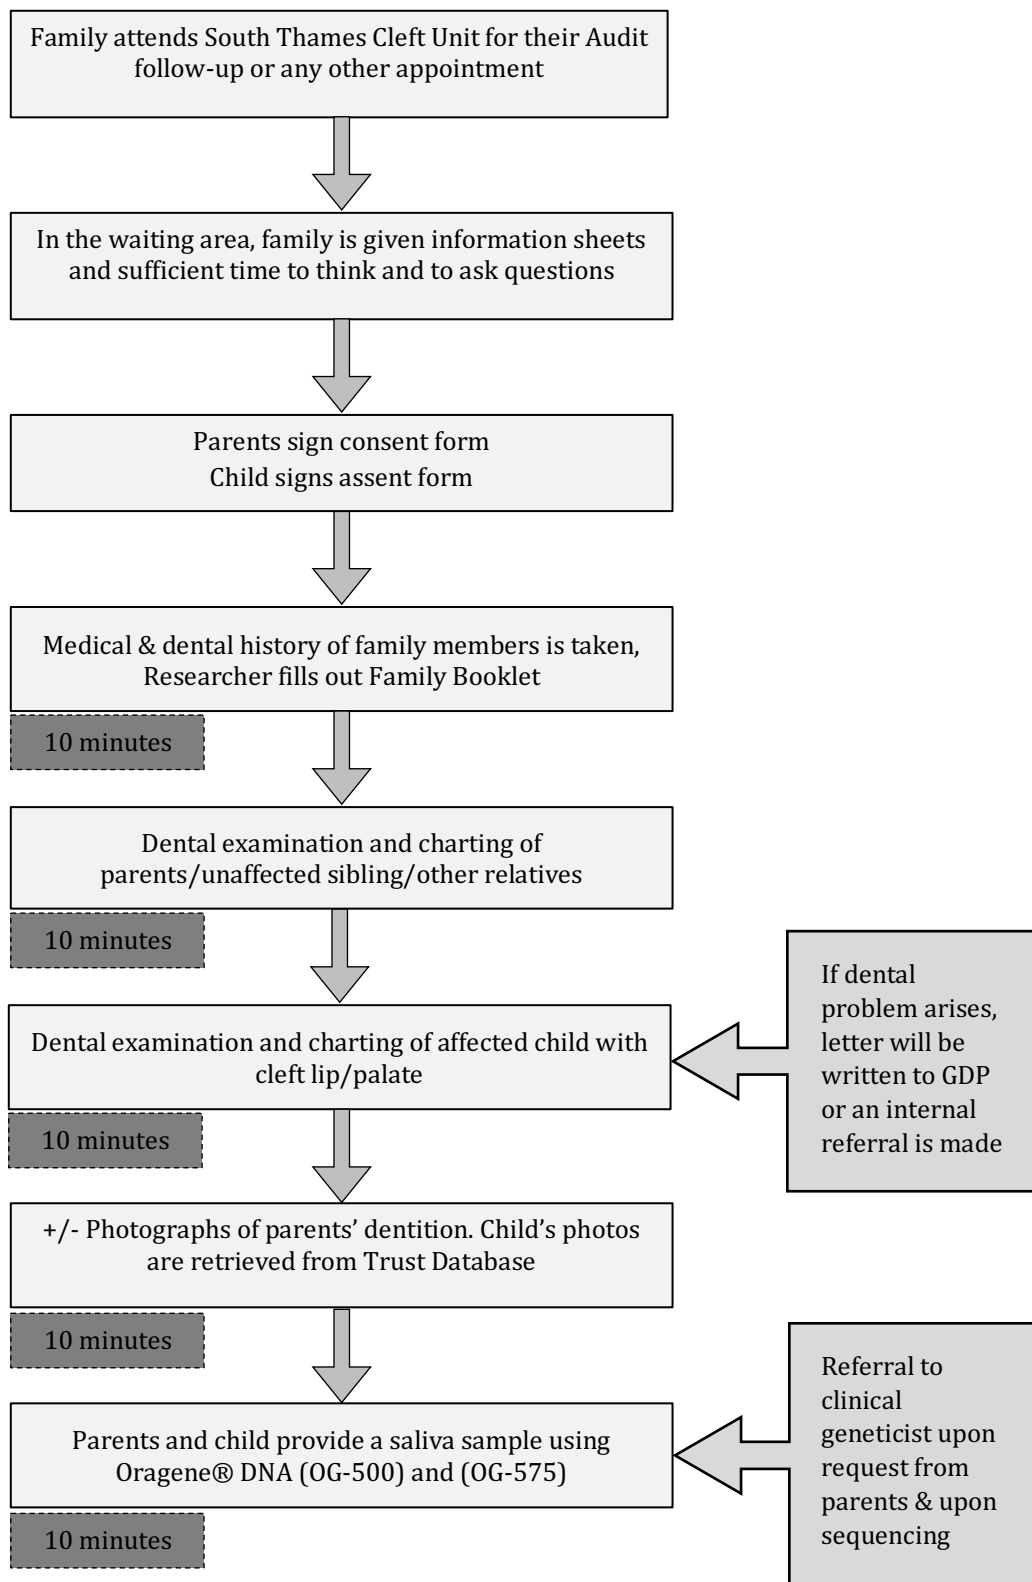 Family attends South Thames Cleft Unit for their Audit
follow-up or any other appointment
In the waiting area, family is given information sheets
and sufficient time to think and to ask questions
Parents sign consent form
Child signs assent form
Medical & dental history of family members is taken,
Researcher fills out Family Booklet
10 minutes
Dental examination and charting of
parents/unaffected sibling/other relatives
10 minutes
Dental examination and charting of affected child with
cleft lip/palate
10 minutes
If dental
problem arises,
letter will be
written to GDP
or an internal
referral is made
+/- Photographs of parents’ dentition. Child’s photos
are retrieved from Trust Database
10 minutes
Parents and child provide a saliva sample using
Oragene® DNA (OG-500) and (OG-575)
10 minutes
Referral to
clinical
geneticist upon
request from
parents & upon
sequencing